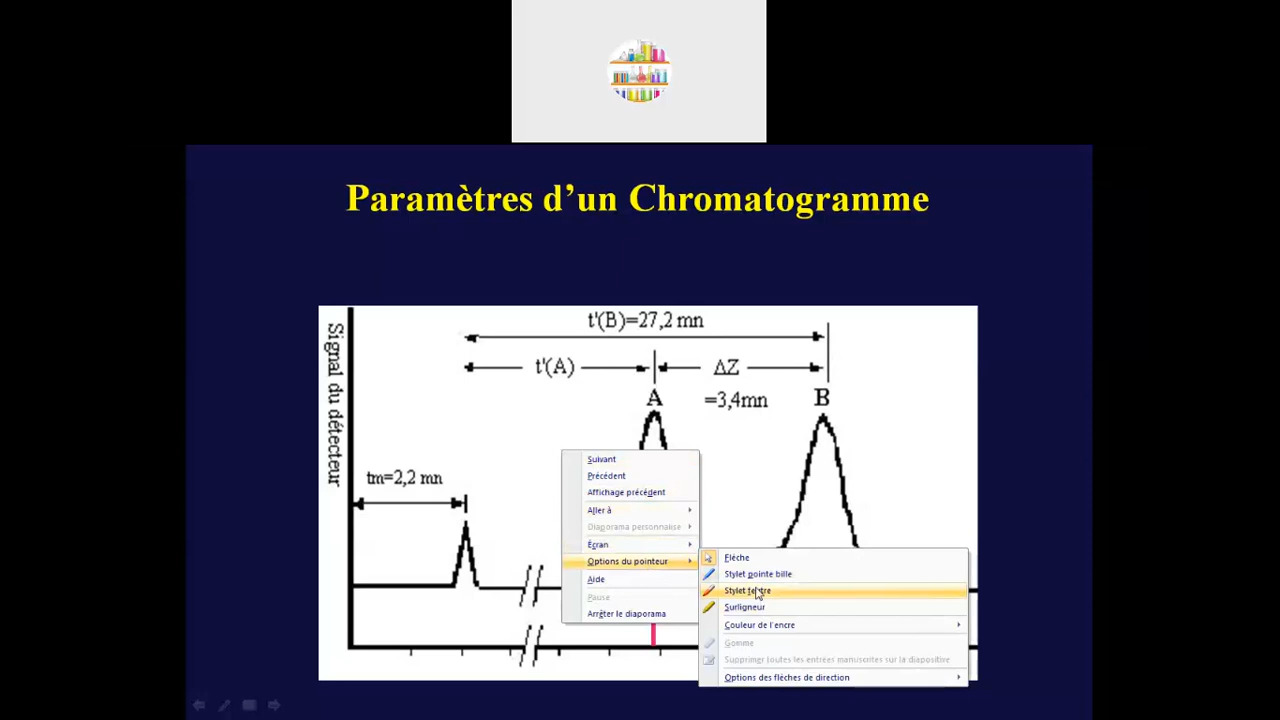 Paramètres d’un Chromatogramme
t'(B)=27,2 mn
t'(A)
ΔZ
=3,4mn
A
B
Signal du détecteur
tm=2,2 mn
Suivant
Précédent
Affichage précédent
Aller à
Diaporama personnalisé
Écran
Options du pointeur
Aide
Pause
Arrêter le diaporama
Flèche
Stylet pointe bille
Stylet feutre
Surligneur
Couleur de l'encre
Gomme
Supprimer toutes les entrées manuscrites sur la diapositive
Options des flèches de direction